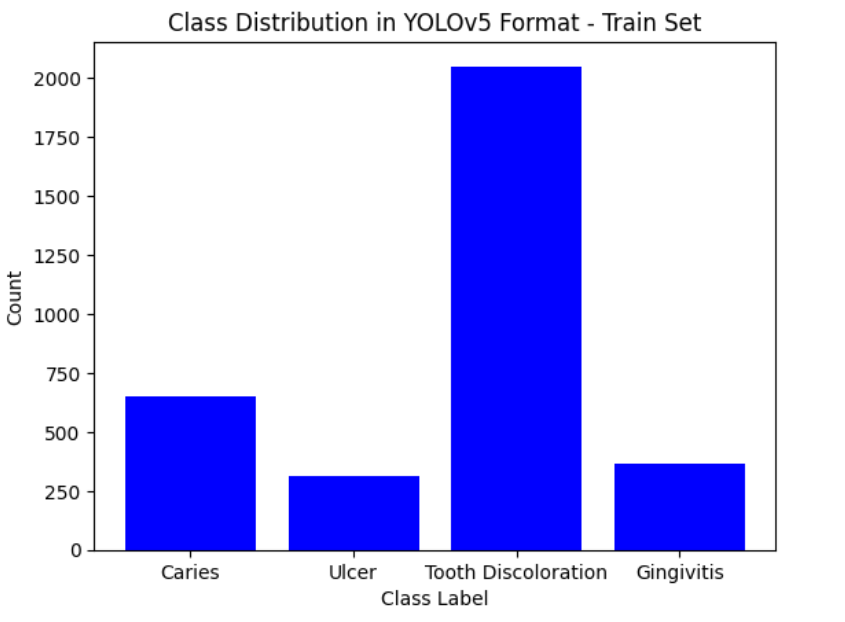 Class Distribution in YOLOv5 Format - Train Set
2000
1750
1500
1250
1000
750
500
250
0
Count
Caries
Ulcer
Tooth Discoloration
Gingivitis
Class Label